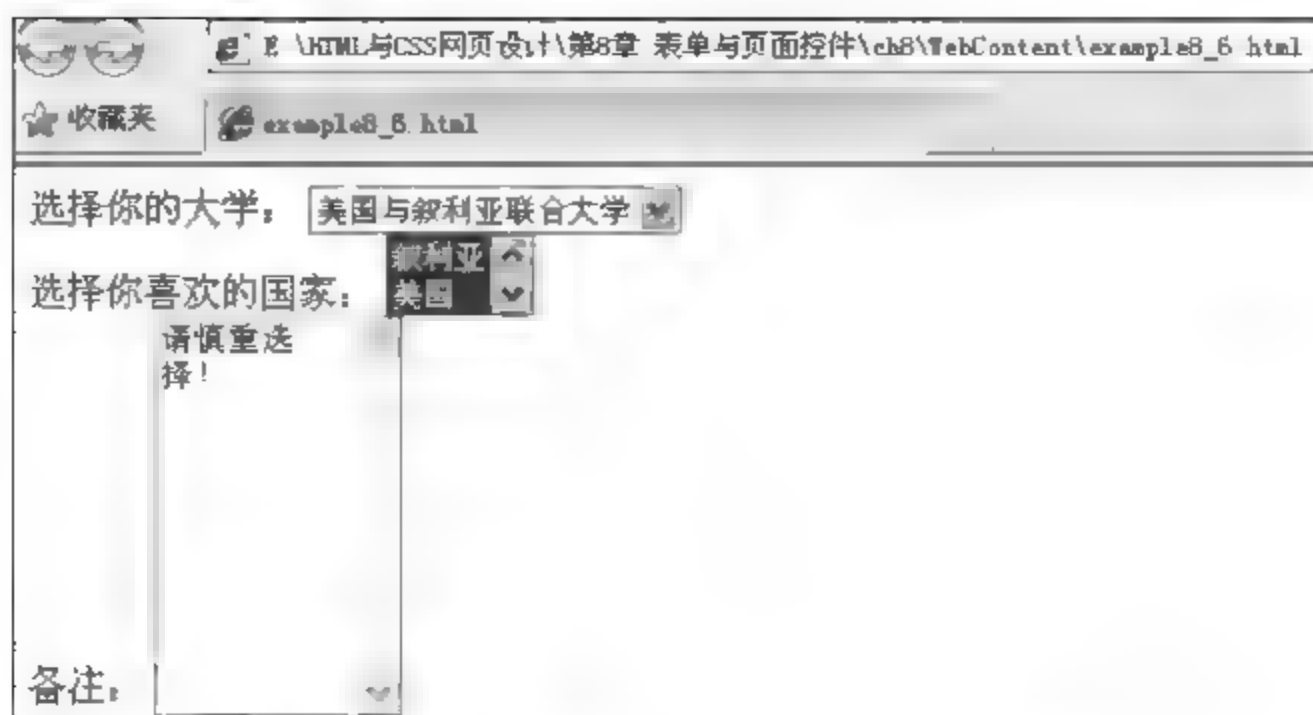 E \HTML与CSS网页设计\第8章 表单与页面控件\ch8\WebContent\example8_6 html
收藏夹
example8_6. html
选择你的大学：
美国与叙利亚联合大学
选择你喜欢的国家：
叙利亚
美国
请慎重选
择！
备注：